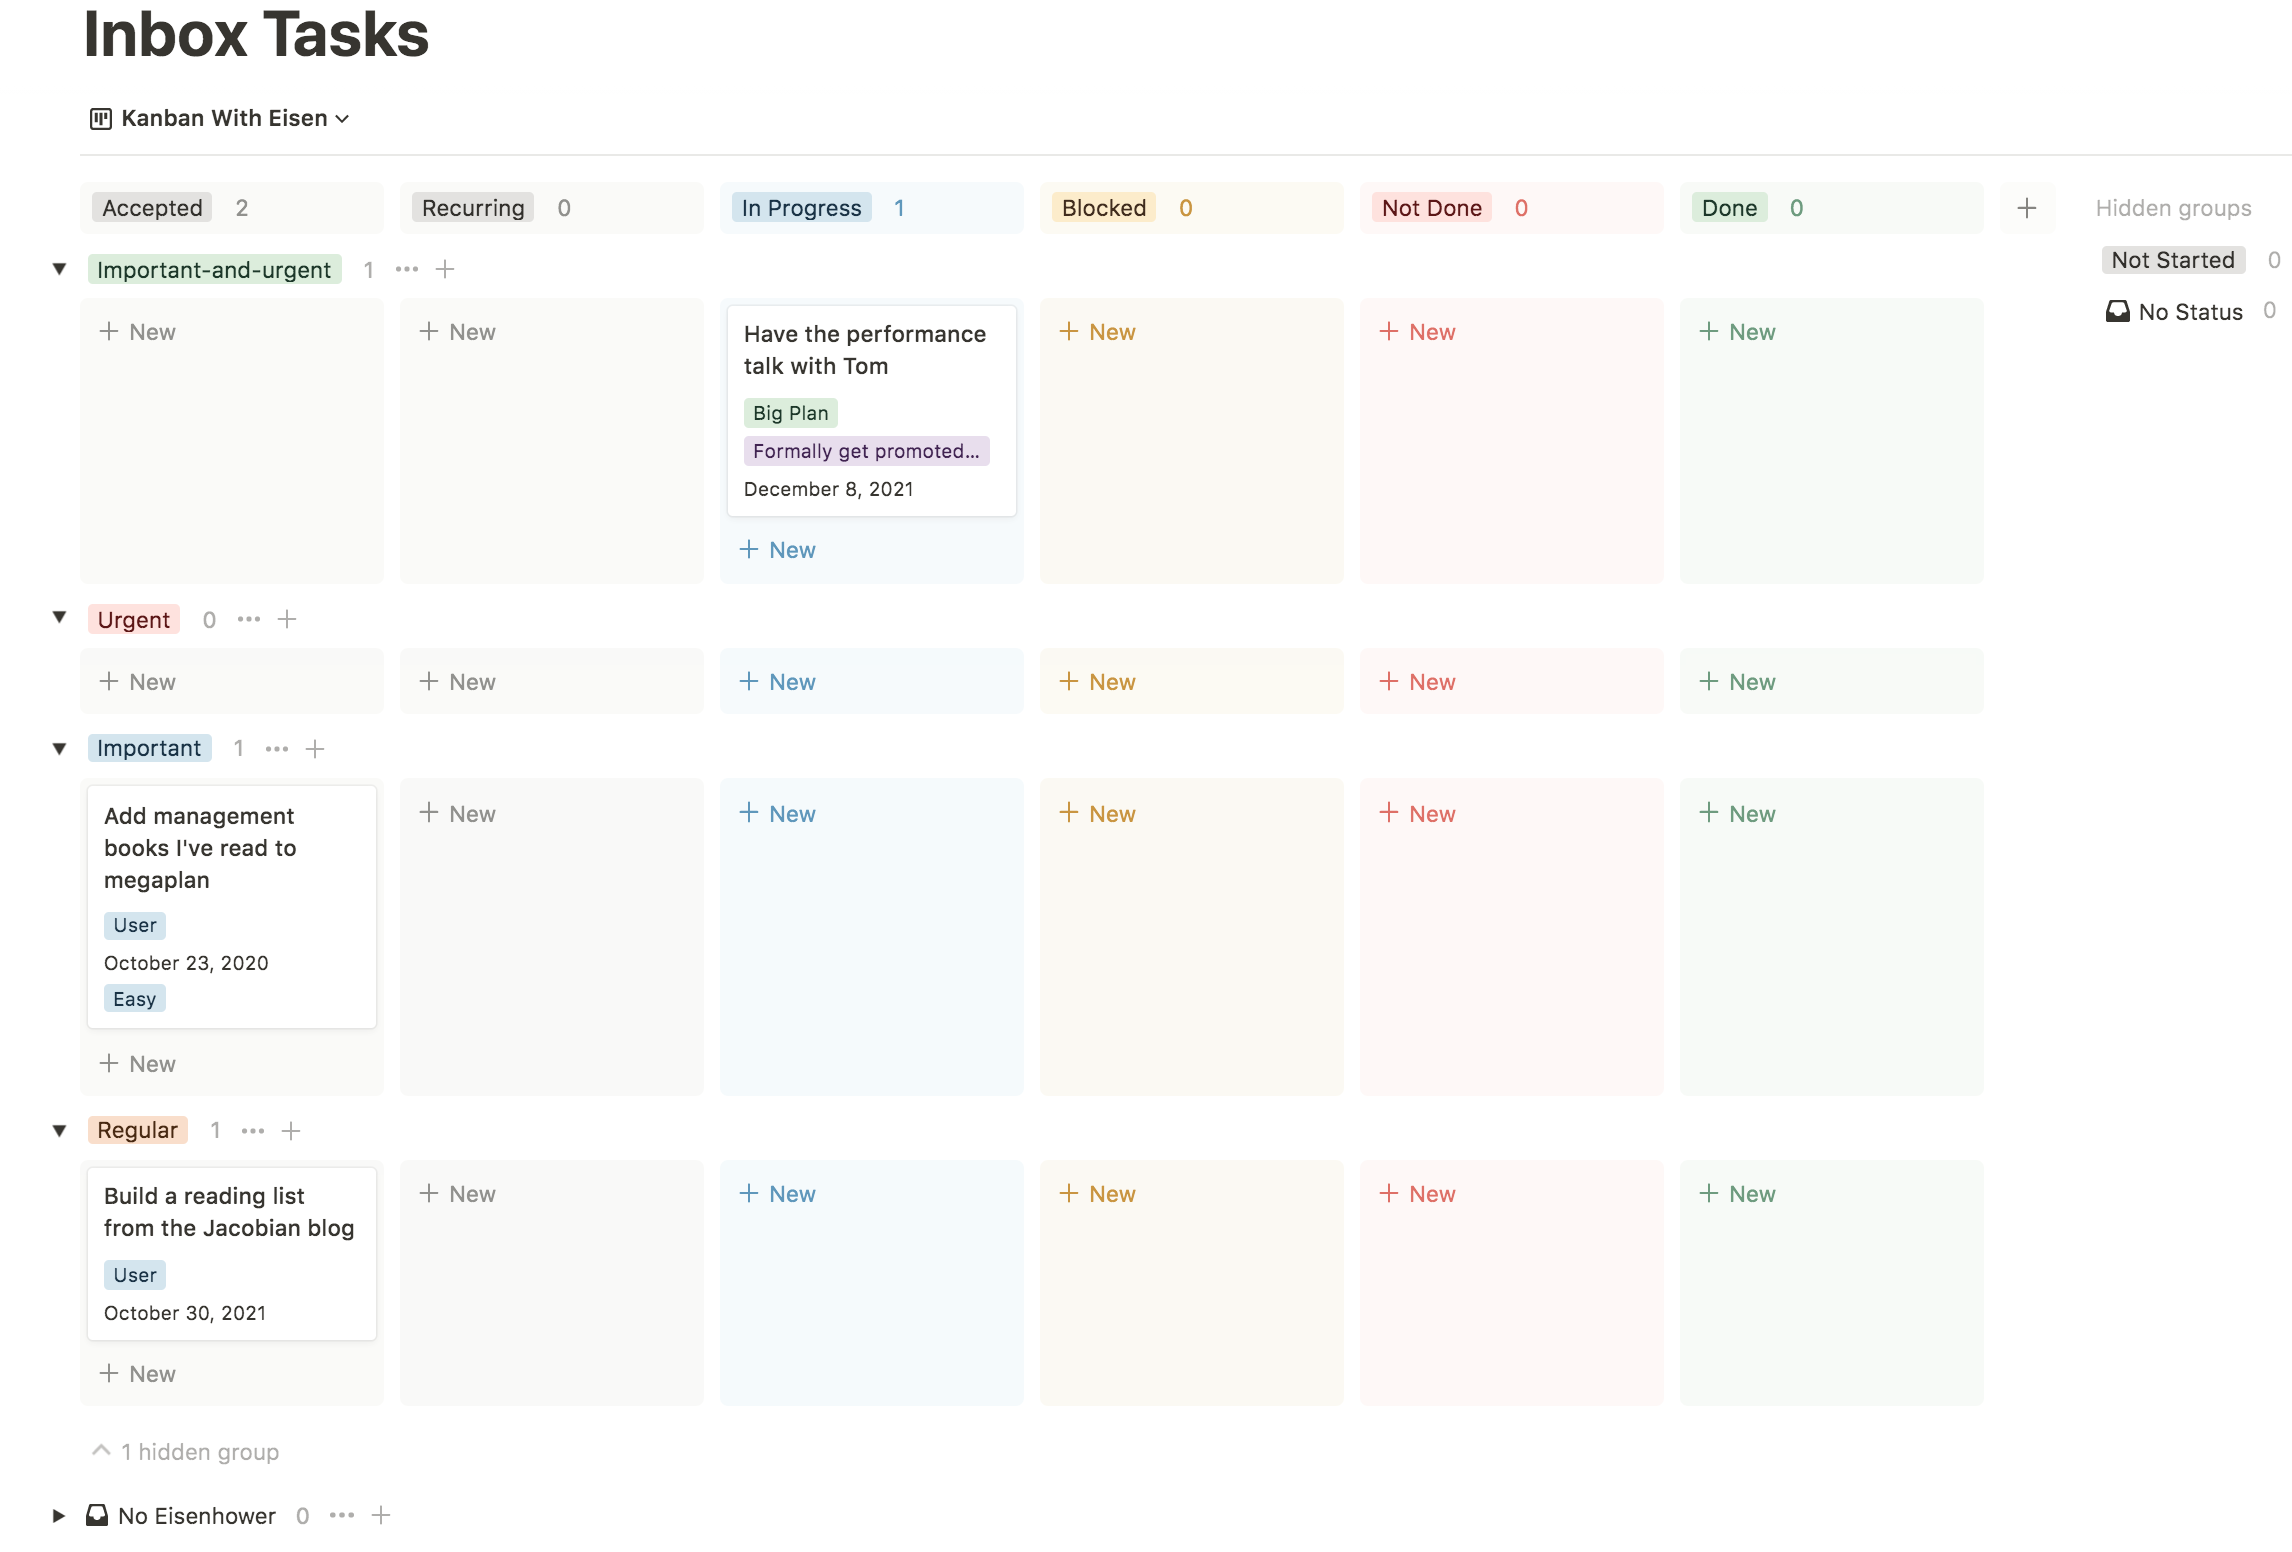 Inbox Tasks
Kanban With Eisen
Accepted 2 Recurring 0 In Progress 1 Blocked 0 Not Done 0 Done 0 + Hidden groups
Not Started 0
No Status 0
Important-and-urgent 1 ••• +
+ New + New + New + New + New
Have the performance
talk with Tom
Big Plan
Formally get promoted...
December 8, 2021
+ New
Urgent 0 ••• +
+ New + New + New + New + New + New
Important 1 ••• +
Add management
books I've read to
megaplan
User
October 23, 2020
Easy
+ New
+ New + New + New + New + New
Regular 1 ••• +
Build a reading list
from the Jacobian blog
User
October 30, 2021
+ New
+ New + New + New + New + New
1 hidden group
No Eisenhower 0 ••• +